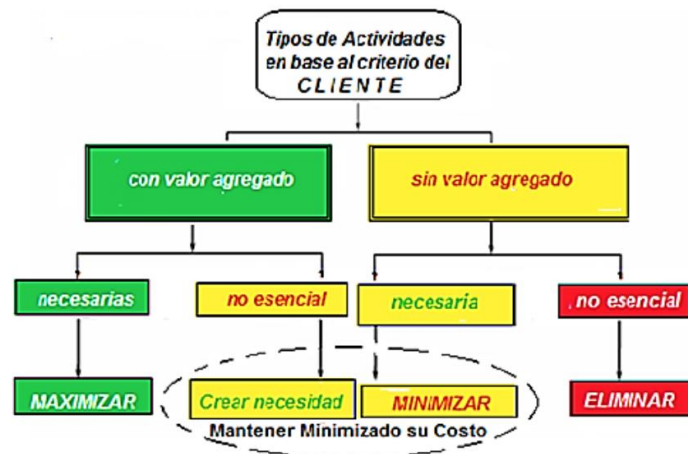 Tipos de Actividades
en base al criterio del
CLIENTE
con valor agregado
sin valor agregado
necesarias
no esencial
necesaria
no esencial
MAXIMIZAR
Crear necesidad
MINIMIZAR
ELIMINAR
Mantener Minimizado su Costo